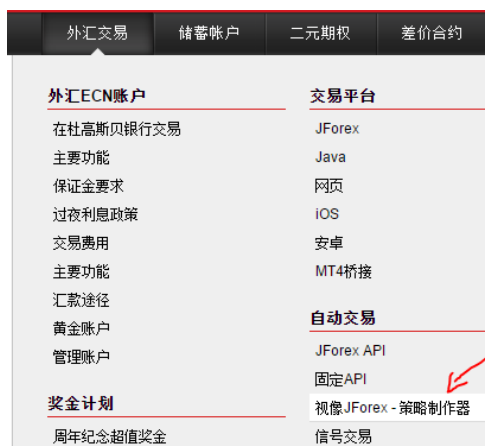 外汇交易
储蓄帐户
二元期权
差价合约
外汇ECN账户
在杜高斯贝银行交易
主要功能
保证金要求
过夜利息政策
交易费用
主要功能
汇款途径
黄金账户
管理账户
奖金计划
周年纪念超值奖金
交易平台
JForex
Java
网页
iOS
安卓
MT4桥接
自动交易
JForex API
固定API
视像JForex - 策略制作器
信号交易